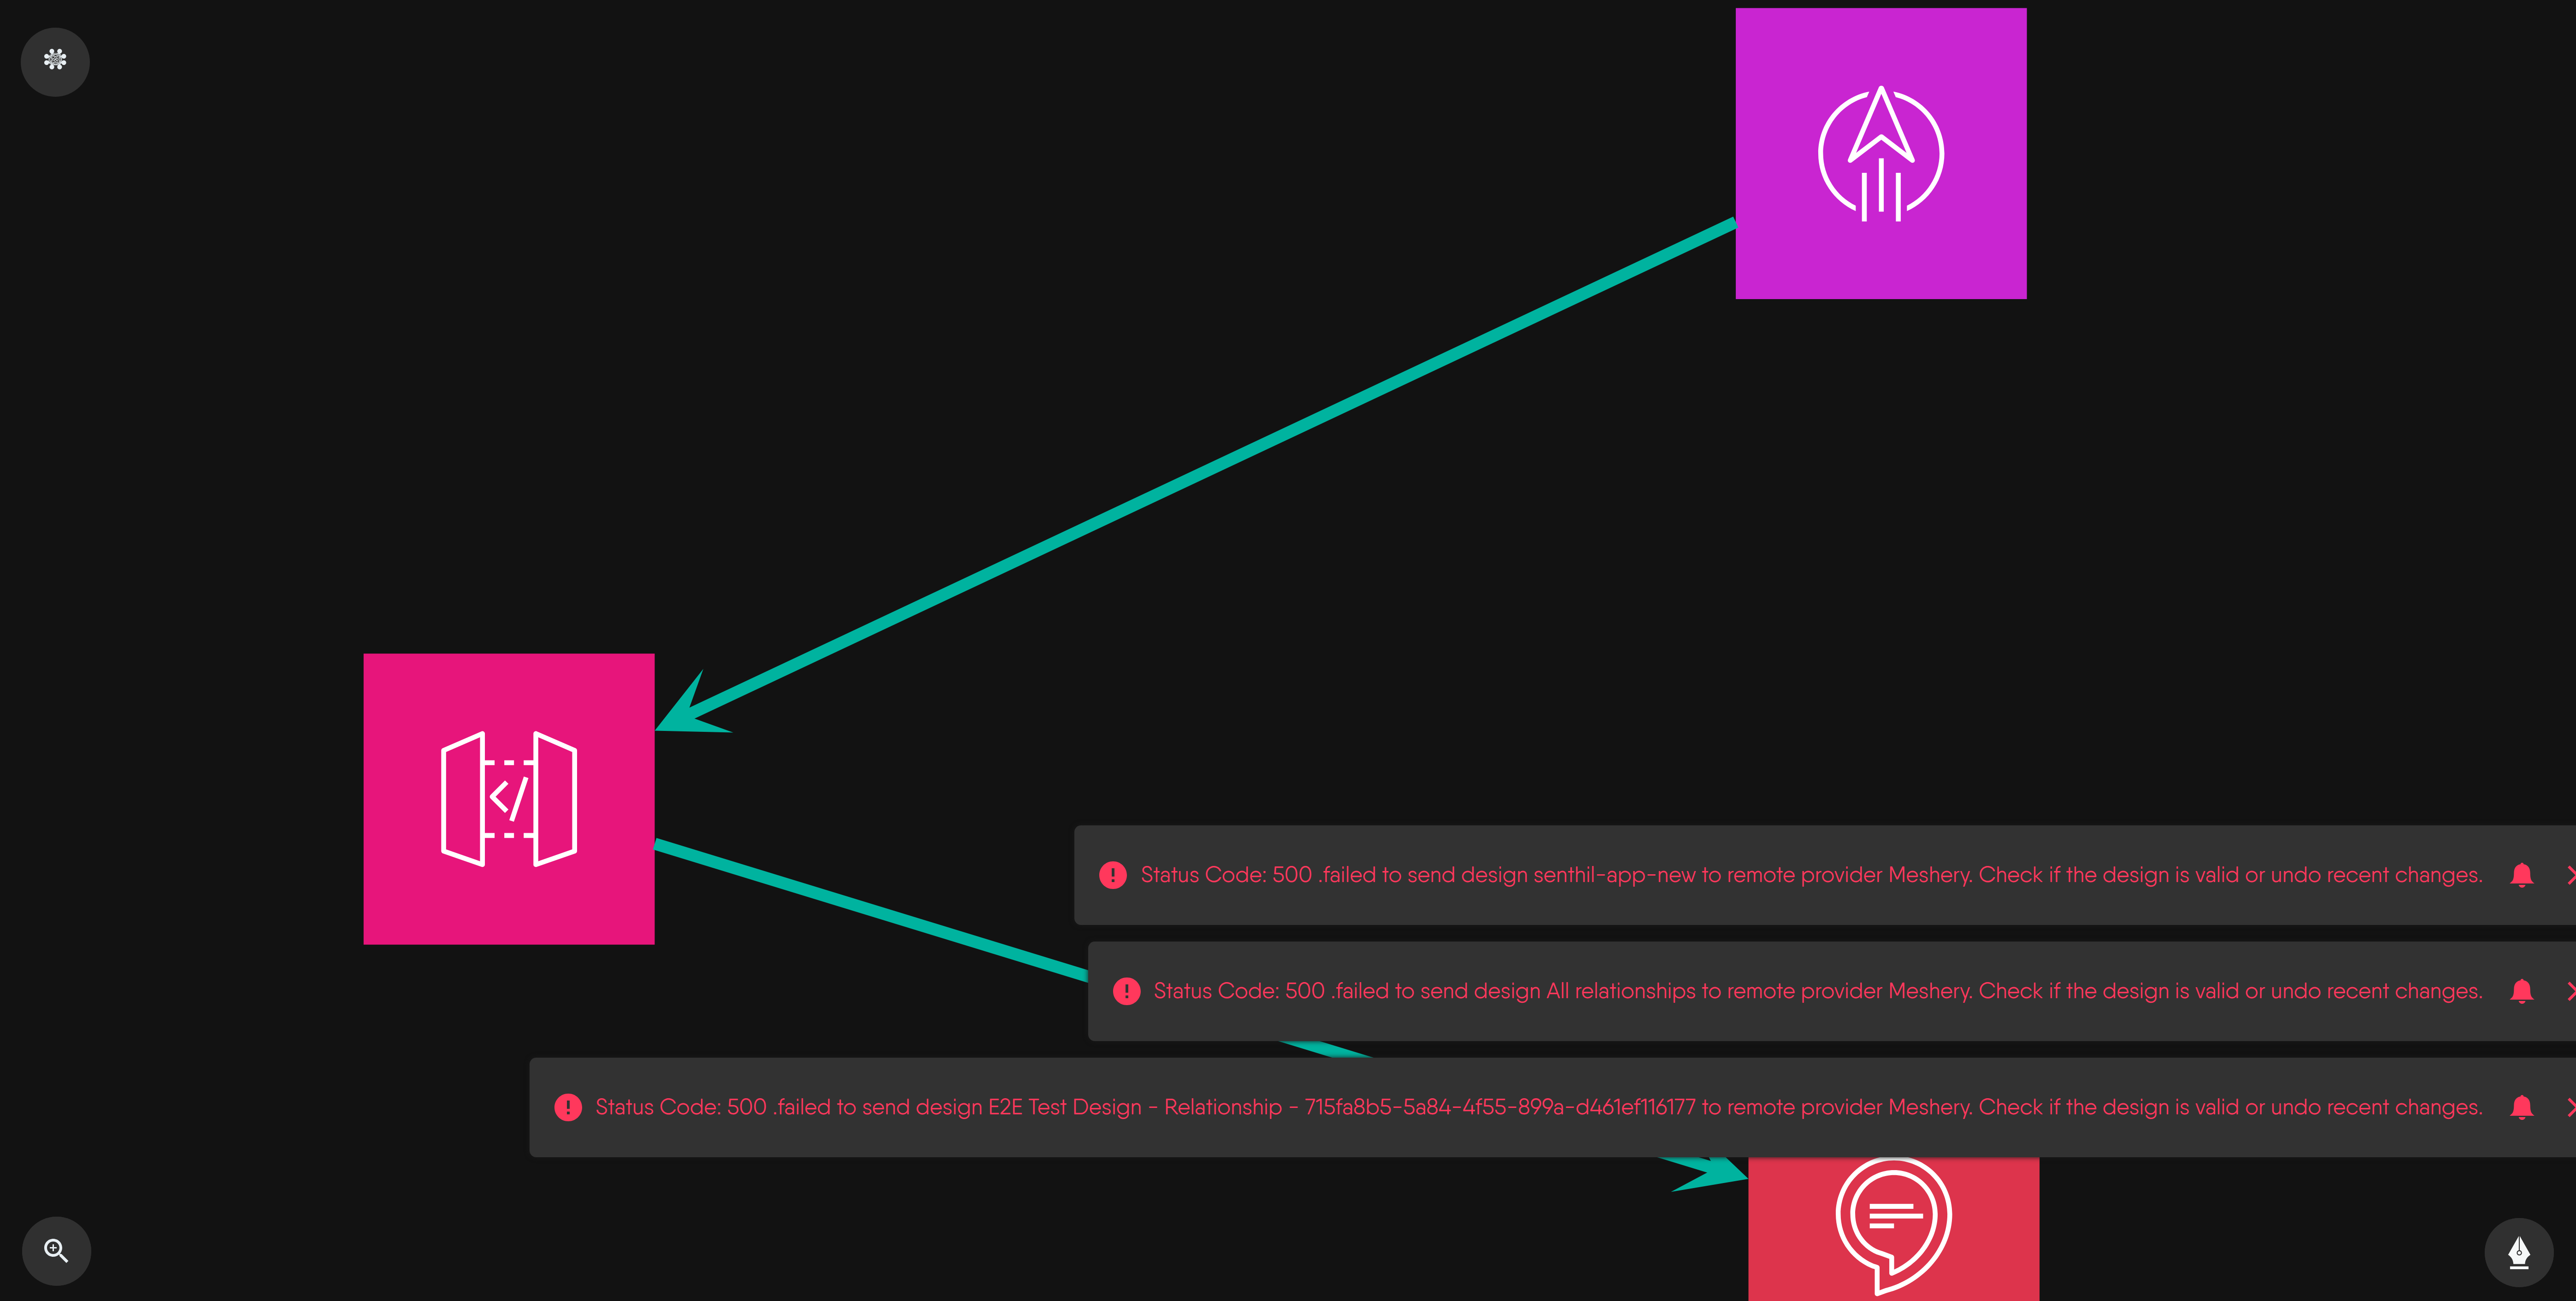 Status Code: 500 .failed to send design senthil-app-new to remote provider Meshery. Check if the design is valid or undo recent changes.
Status Code: 500 .failed to send design All relationships to remote provider Meshery. Check if the design is valid or undo recent changes.
Status Code: 500 .failed to send design E2E Test Design - Relationship - 715fa8b5-5a84-4f55-899a-d461ef116177 to remote provider Meshery. Check if the design is valid or undo recent changes.